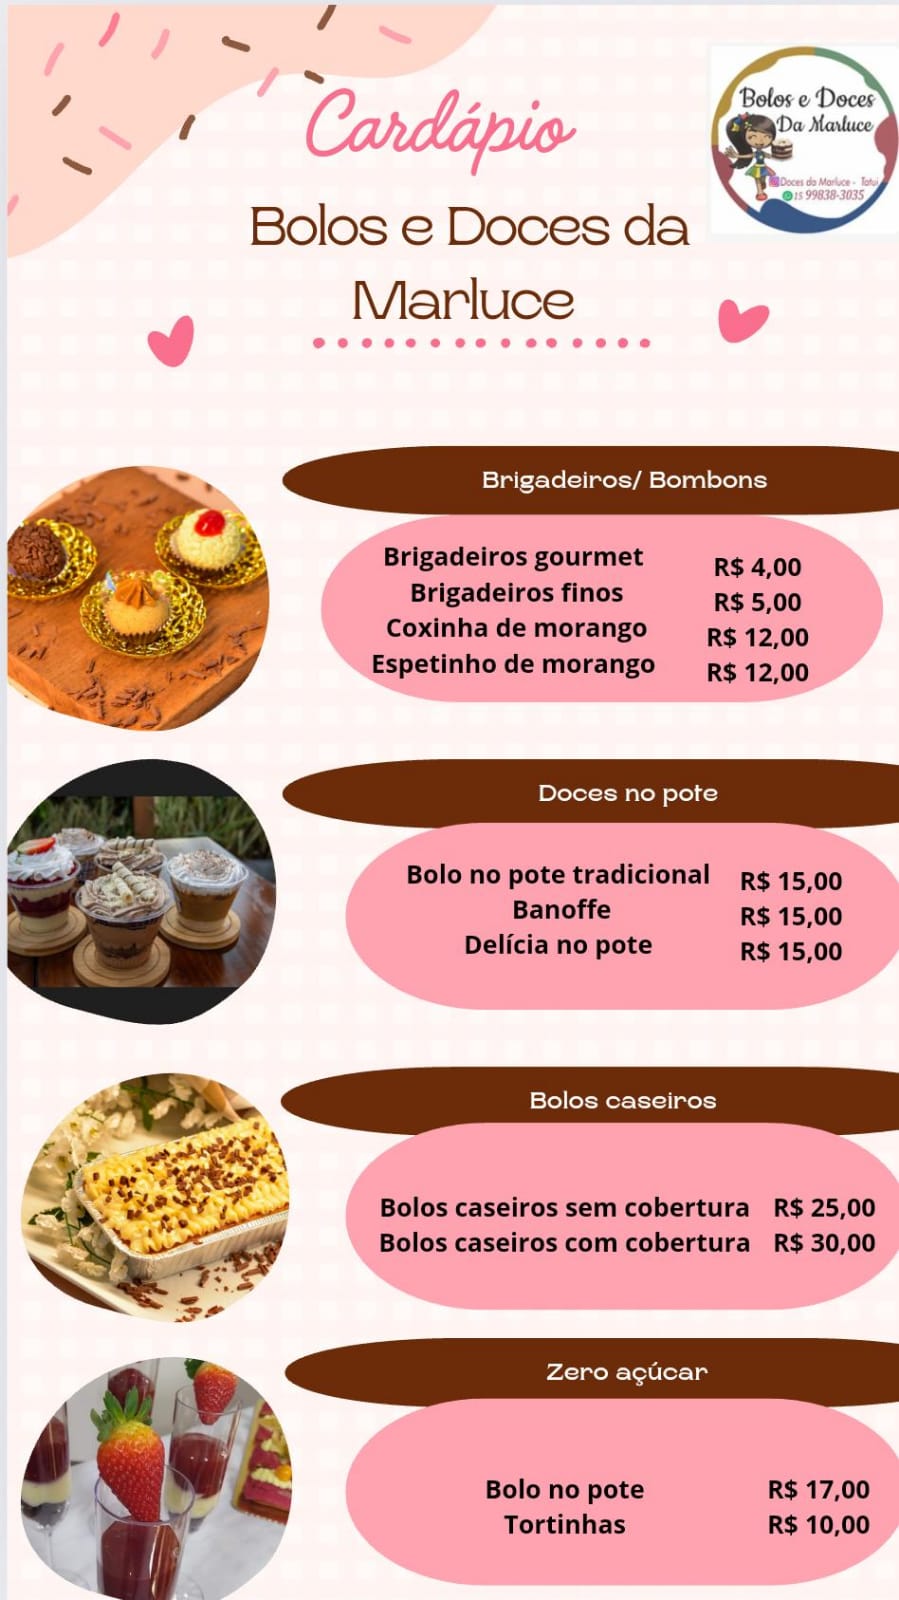 Cardápio
Bolos e Doces
Da Marluce
Doces da Marluce - Tatuí
15 99838-3035
Bolos e Doces da
Marluce
Brigadeiros/ Bombons
Brigadeiros gourmet R$ 4,00
Brigadeiros finos R$ 5,00
Coxinha de morango R$ 12,00
Espetinho de morango R$ 12,00
Doces no pote
Bolo no pote tradicional R$ 15,00
Banoffe R$ 15,00
Delícia no pote R$ 15,00
Bolos caseiros
Bolos caseiros sem cobertura R$ 25,00
Bolos caseiros com cobertura R$ 30,00
Zero açúcar
Bolo no pote R$ 17,00
Tortinhas R$ 10,00